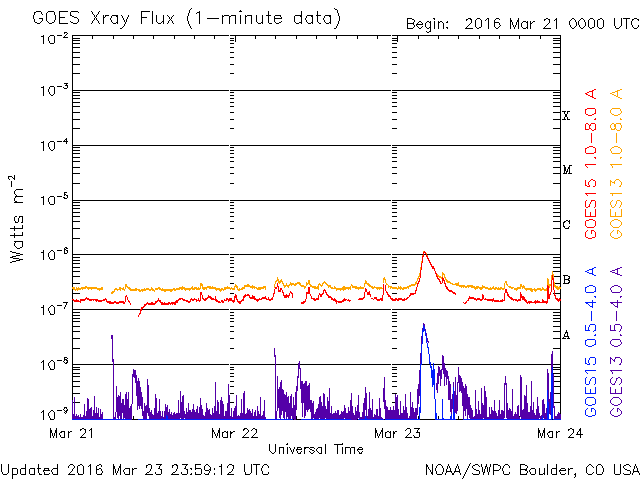 GOES Xray Flux (1-minute data)
Begin: 2016 Mar 21 0000 UTC
10-2
10-3
10-4
10-5
10-6
10-7
10-8
10-9
Watts m-2
X
M
C
B
A
GOES15 1.0-8.0 A
GOES13 1.0-8.0 A
GOES15 0.5-4.0 A
GOES13 0.5-4.0 A
Mar 21
Mar 22
Mar 23
Mar 24
Universal Time
Updated 2016 Mar 23 23:59:12 UTC
NOAA/SWPC Boulder, CO USA